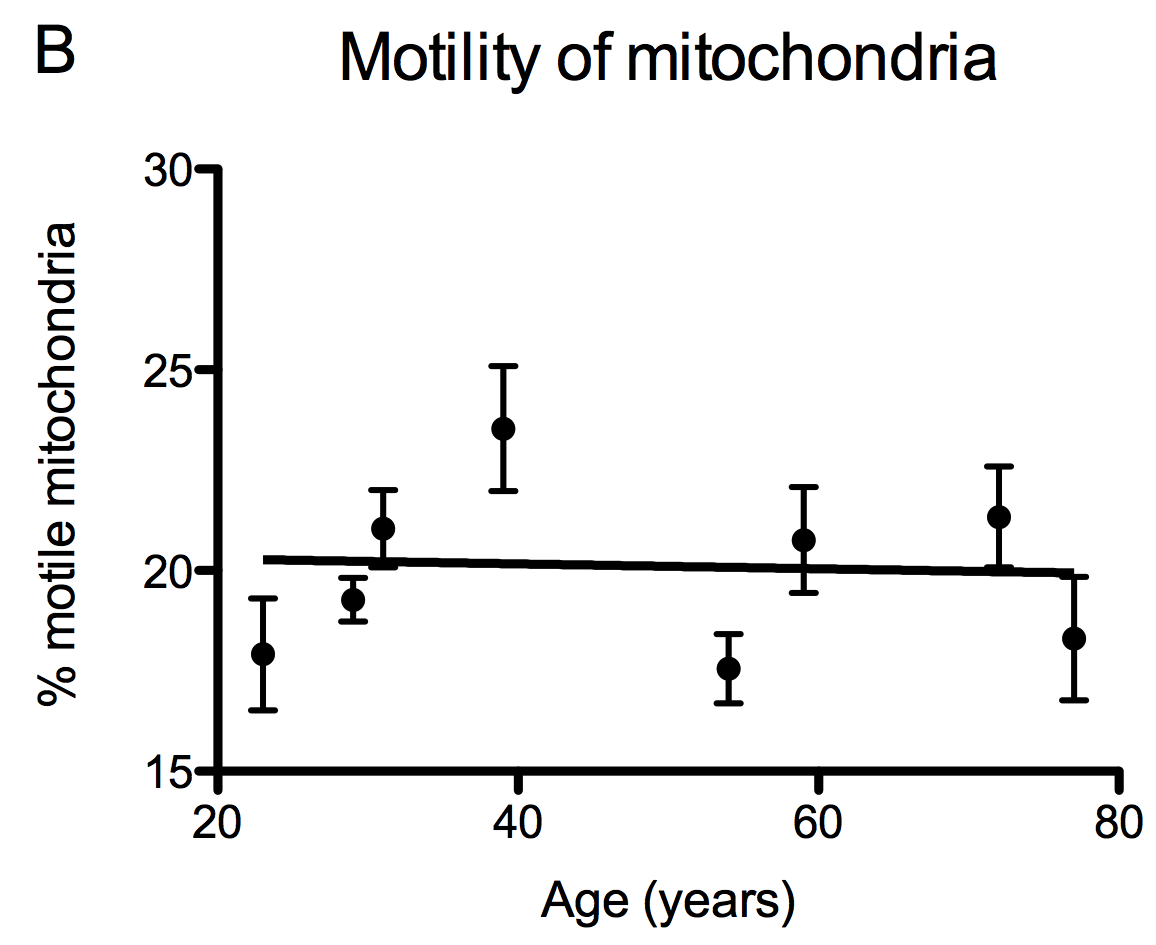 B
Motility of mitochondria
30
25
20
15
% motile mitochondria
20 40 60 80
Age (years)